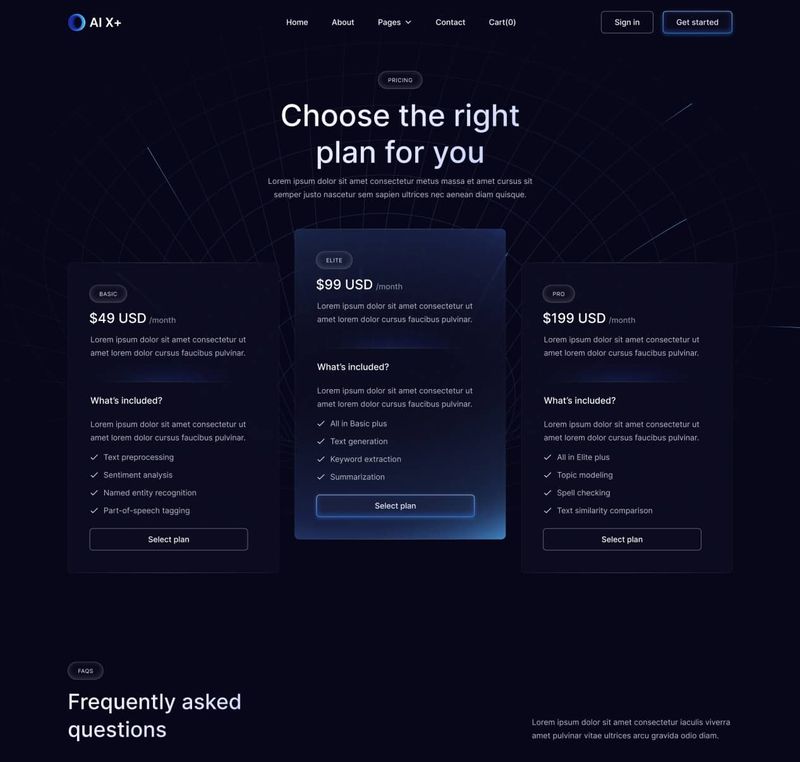 AI X+
Home About Pages Contact Cart(0)
Sign in Get started
PRICING
Choose the right
plan for you
Lorem ipsum dolor sit amet consectetur metus massa et amet cursus sit
semper justo nascetur sem sapien ultrices nec aenean diam quisque.
BASIC
$49 USD /month
Lorem ipsum dolor sit amet consectetur ut
amet lorem dolor cursus faucibus pulvinar.
What's included?
Lorem ipsum dolor sit amet consectetur ut
amet lorem dolor cursus faucibus pulvinar.
Text preprocessing
Sentiment analysis
Named entity recognition
Part-of-speech tagging
Select plan
ELITE
$99 USD /month
Lorem ipsum dolor sit amet consectetur ut
amet lorem dolor cursus faucibus pulvinar.
What's included?
Lorem ipsum dolor sit amet consectetur ut
amet lorem dolor cursus faucibus pulvinar.
All in Basic plus
Text generation
Keyword extraction
Summarization
Select plan
PRO
$199 USD /month
Lorem ipsum dolor sit amet consectetur ut
amet lorem dolor cursus faucibus pulvinar.
What's included?
Lorem ipsum dolor sit amet consectetur ut
amet lorem dolor cursus faucibus pulvinar.
All in Elite plus
Topic modeling
Spell checking
Text similarity comparison
Select plan
FAQS
Frequently asked
questions
Lorem ipsum dolor sit amet consectetur iaculis viverra
amet pulvinar vitae ultrices arcu gravida odio diam.